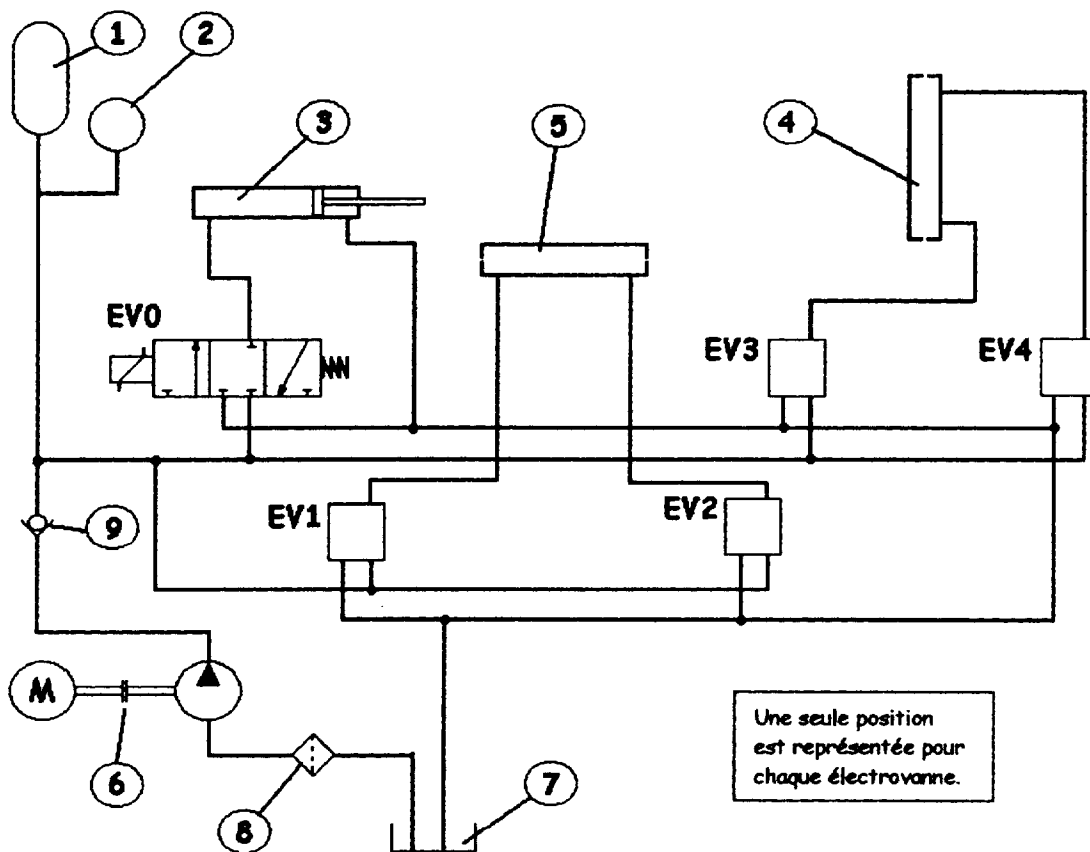 1
2
3
5
4
EV0
EV3
EV4
EV1
EV2
9
M
6
8
7
Une seule position
est représentée pour
chaque électrovanne.